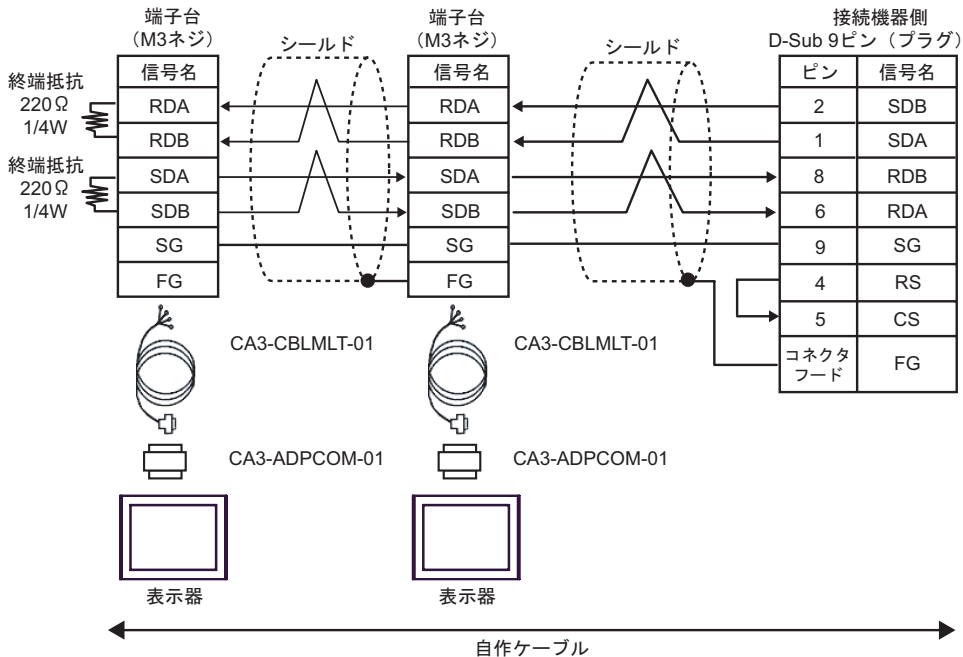 端子台
（M3ネジ）
シールド
端子台
（M3ネジ）
シールド
接続機器側
D-Sub 9ピン（プラグ）
終端抵抗
220Ω
1/4W
終端抵抗
220Ω
1/4W
信号名
RDA
RDB
SDA
SDB
SG
FG
信号名
RDA
RDB
SDA
SDB
SG
FG
ピン 信号名
2 SDB
1 SDA
8 RDB
6 RDA
9 SG
4 RS
5 CS
コネクタ
フード
FG
CA3-CBLMLT-01
CA3-CBLMLT-01
CA3-ADPCOM-01
CA3-ADPCOM-01
表示器
表示器
自作ケーブル